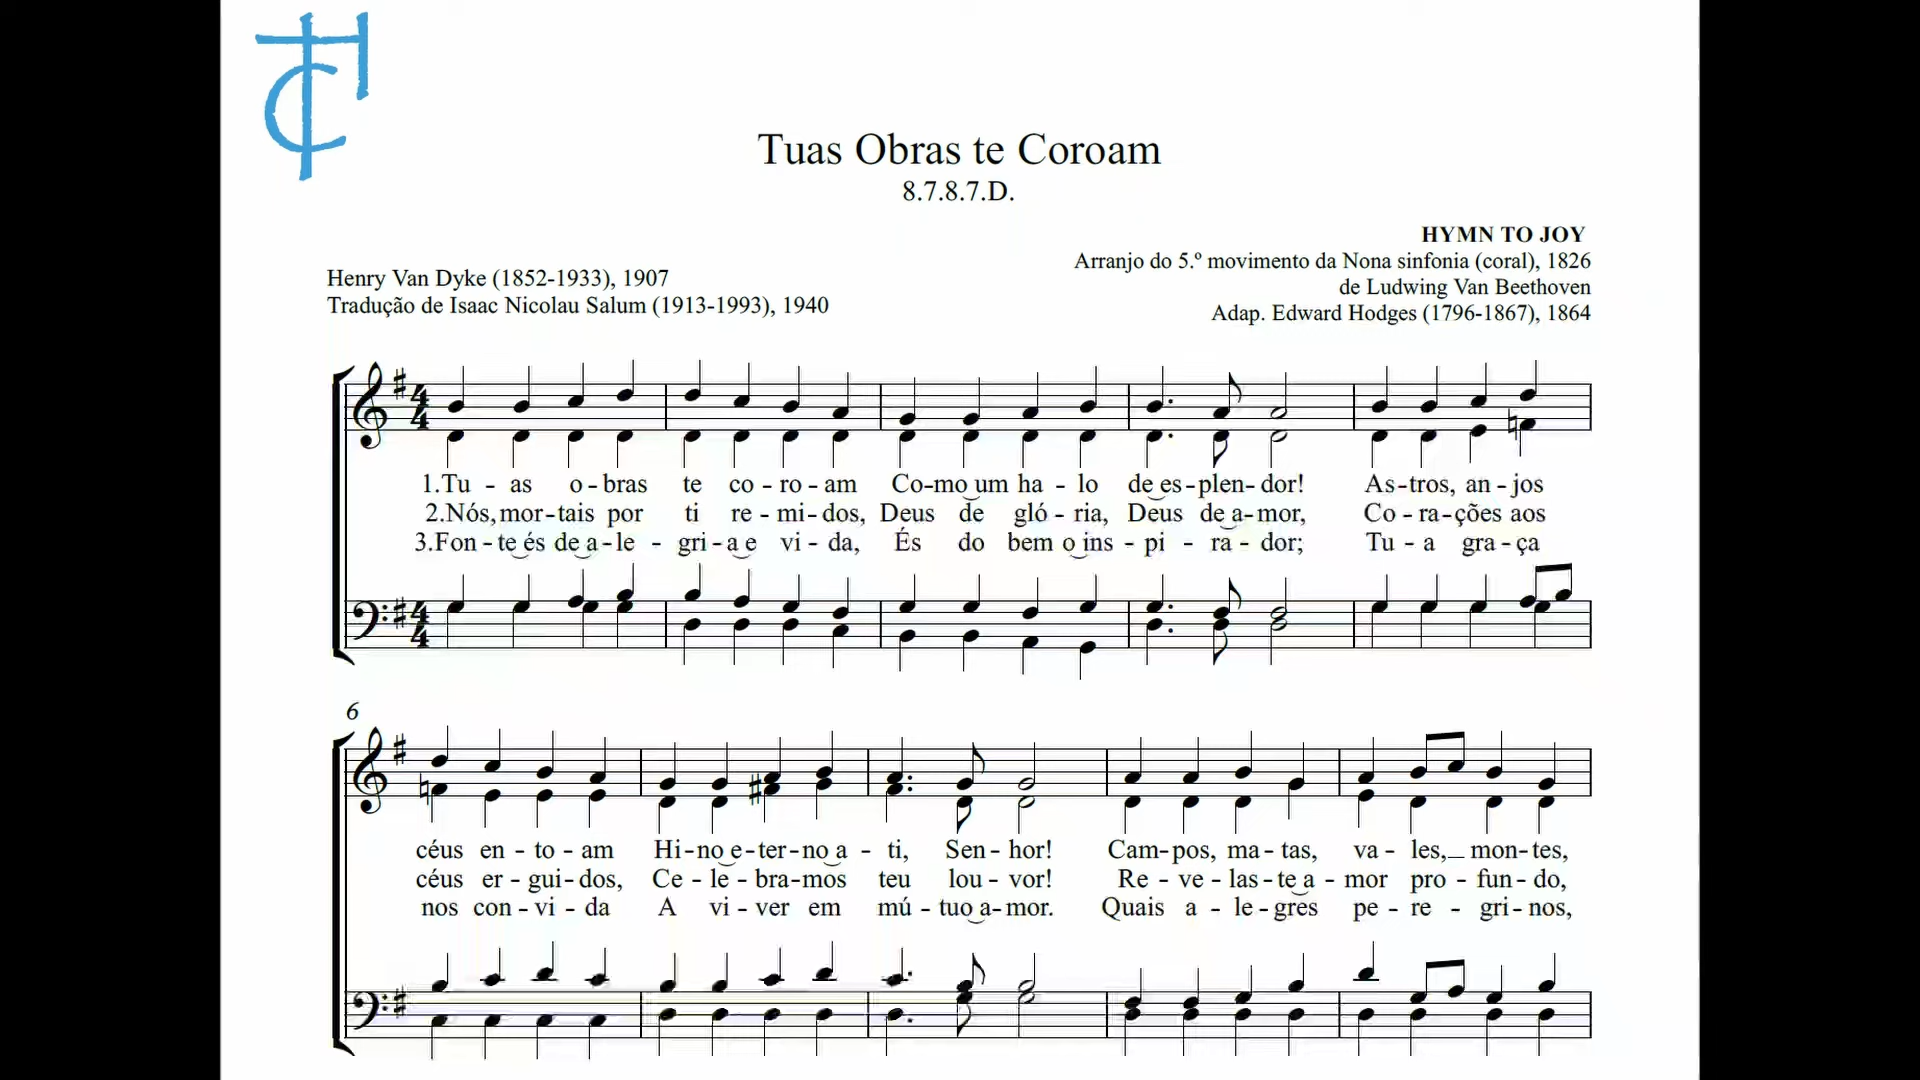 Tuas Obras te Coroam
8.7.8.7.D.
HYMN TO JOY
Arranjo do 5.º movimento da Nona sinfonia (coral), 1826
de Ludwing Van Beethoven
Adap. Edward Hodges (1796-1867), 1864
Henry Van Dyke (1852-1933), 1907
Tradução de Isaac Nicolau Salum (1913-1993), 1940
1.Tu - as o - bras te co - ro - am Co - mo um ha - lo de es - plen - dor! As - tros, an - jos
2.Nós, mor - tais por ti re - mi - dos, Deus de gló - ria, Deus de a - mor, Co - ra - ções aos
3.Fon - te és de a - le - gri - a e vi - da, És do bem o ins - pi - ra - dor; Tu - a gra - ça
6
céus en - to - am Hi - no e - ter - no a - ti, Sen - hor! Cam - pos, ma - tas, va - les, mon - tes,
céus er - gui - dos, Ce - le - bra - mos teu lou - vor! Re - ve - las - te a - mor pro - fun - do,
nos con - vi - da A vi - ver em mú - tuo a - mor. Quais a - le - gres pe - re - gri - nos,